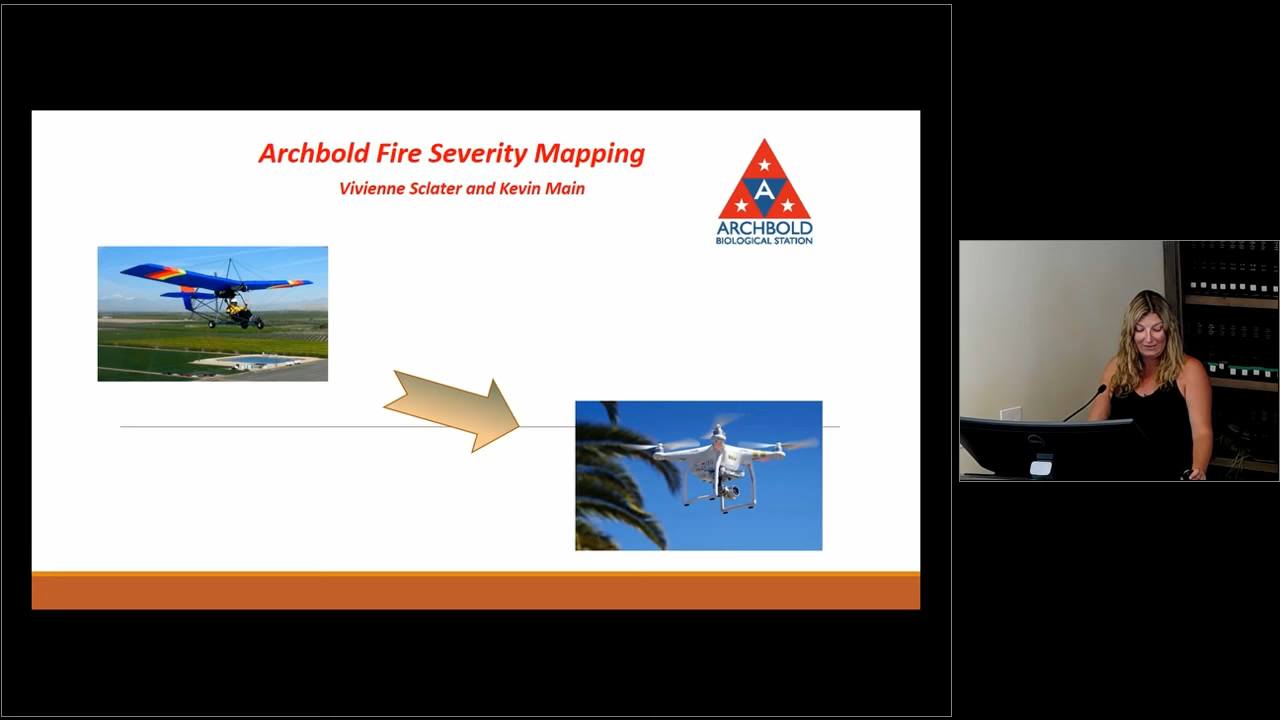 Archbold Fire Severity Mapping
Vivienne Sclater and Kevin Main
A
ARCHBOLD
BIOLOGICAL STATION